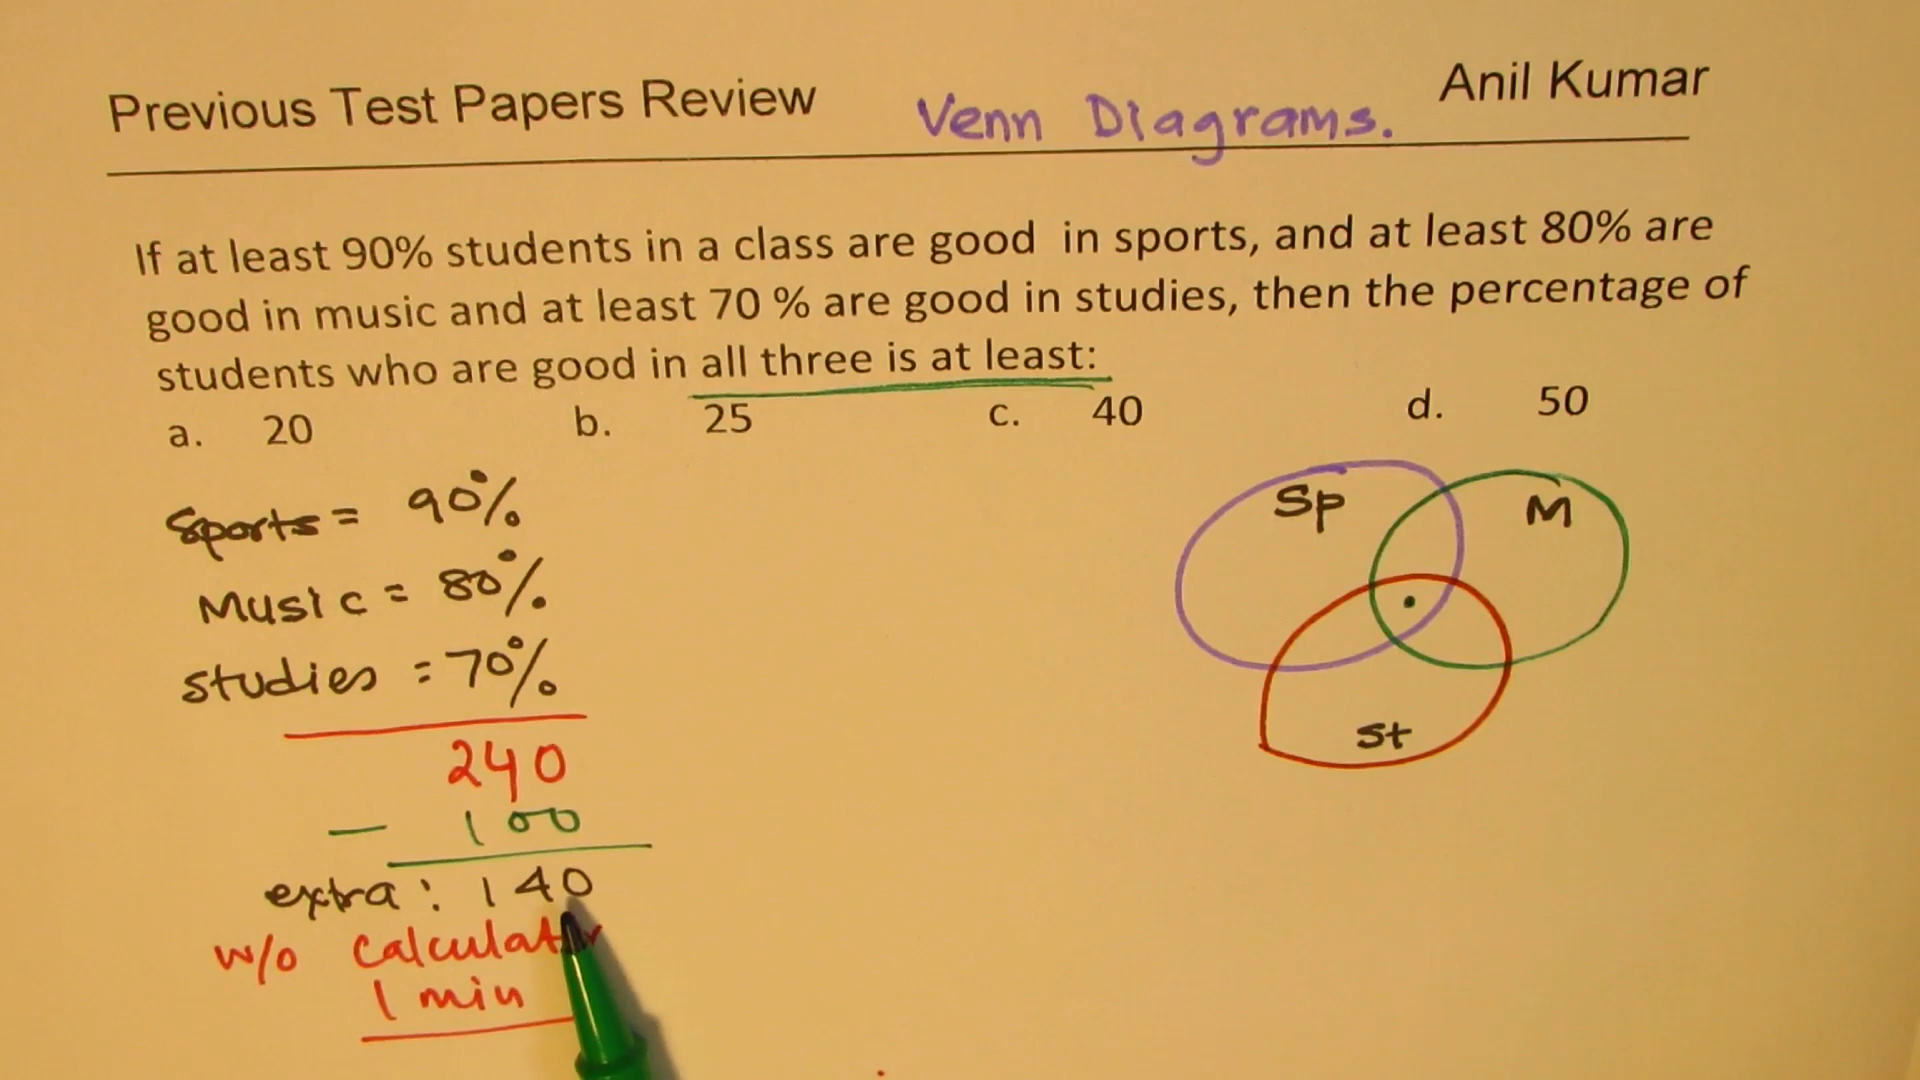 Previous Test Papers Review Venn Diagrams. Anil Kumar
If at least 90% students in a class are good in sports, and at least 80% are
good in music and at least 70 % are good in studies, then the percentage of
students who are good in all three is at least:
a. 20 b. 25 c. 40 d. 50
Sports = 90%
Music = 80%
Studies = 70%
240
— 100
extra: 140
w/o Calculator
1 min
Sp M
St